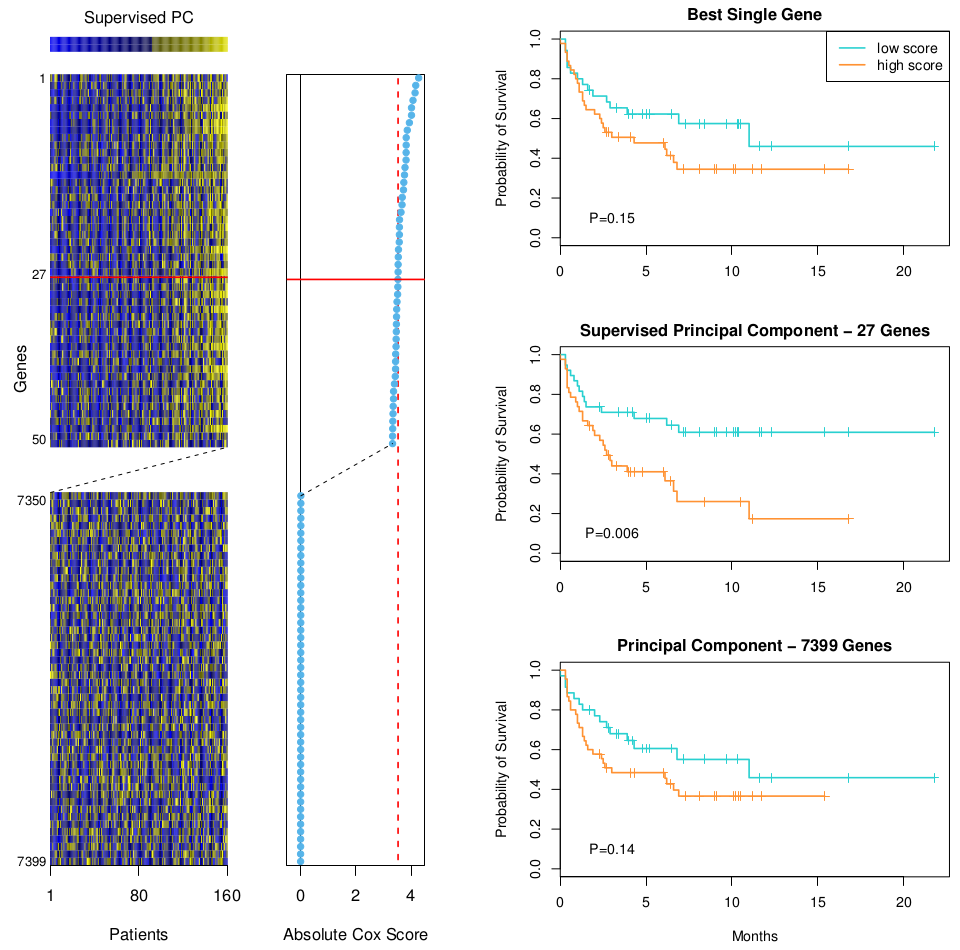 Supervised PC
1
27
50
7350
7399
Genes
1 80 160
Patients
0 2 4
Absolute Cox Score
Best Single Gene
low score
high score
Probability of Survival
0.0 0.2 0.4 0.6 0.8 1.0
P=0.15
0 5 10 15 20
Supervised Principal Component − 27 Genes
Probability of Survival
0.0 0.2 0.4 0.6 0.8 1.0
P=0.006
0 5 10 15 20
Principal Component − 7399 Genes
Probability of Survival
0.0 0.2 0.4 0.6 0.8 1.0
P=0.14
0 5 10 15 20
Months